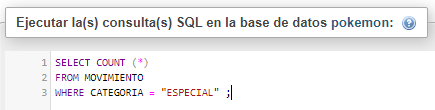 Ejecutar la(s) consulta(s) SQL en la base de datos pokemon:
1 SELECT COUNT (*)
2 FROM MOVIMIENTO
3 WHERE CATEGORIA = "ESPECIAL" ;